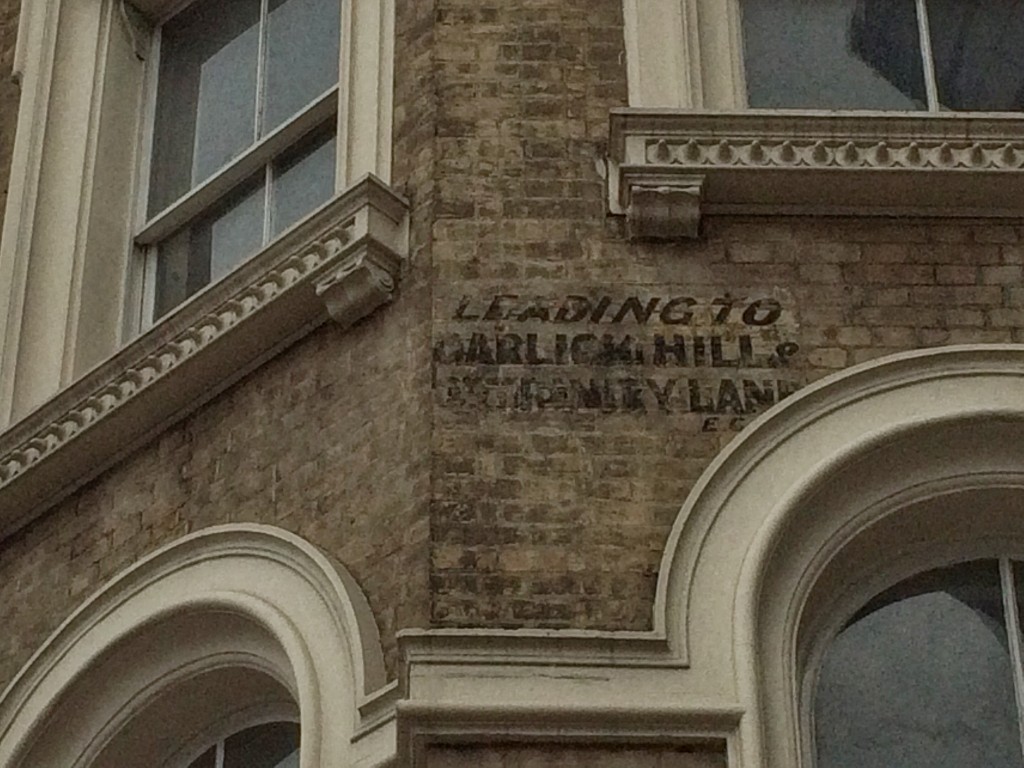 LEADING TO
GARLICK HILL &
TRINITY LANE
E C